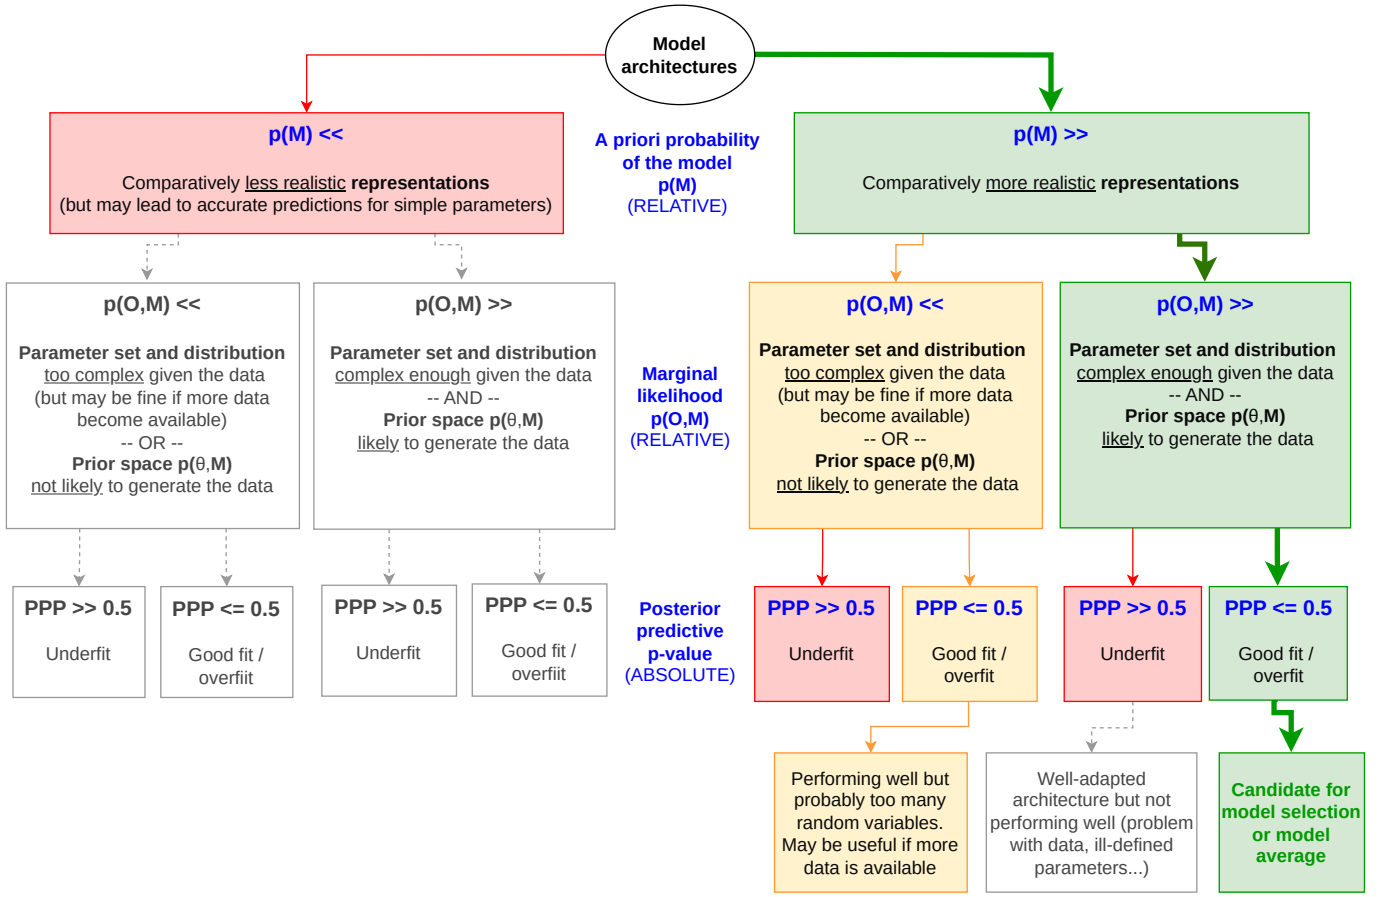 Model
architectures
p(M) <<
Comparatively less realistic representations
(but may lead to accurate predictions for simple parameters)
A priori probability
of the model
p(M)
(RELATIVE)
p(M) >>
Comparatively more realistic representations
p(O,M) <<
Parameter set and distribution
too complex given the data
(but may be fine if more data
become available)
-- OR --
Prior space p(θ,M)
not likely to generate the data
p(O,M) >>
Parameter set and distribution
complex enough given the data
-- AND --
Prior space p(θ,M)
likely to generate the data
Marginal
likelihood
p(O,M)
(RELATIVE)
p(O,M) <<
Parameter set and distribution
too complex given the data
(but may be fine if more data
become available)
-- OR --
Prior space p(θ,M)
not likely to generate the data
p(O,M) >>
Parameter set and distribution
complex enough given the data
-- AND --
Prior space p(θ,M)
likely to generate the data
PPP >> 0.5
Underfit
PPP <= 0.5
Good fit /
overfiit
PPP >> 0.5
Underfit
PPP <= 0.5
Good fit /
overfiit
Posterior
predictive
p-value
(ABSOLUTE)
PPP >> 0.5
Underfit
PPP <= 0.5
Good fit /
overfit
PPP >> 0.5
Underfit
PPP <= 0.5
Good fit /
overfit
Performing well but
probably too many
random variables.
May be useful if more
data is available
Well-adapted
architecture but not
performing well (problem
with data, ill-defined
parameters...)
Candidate for
model selection
or model
average